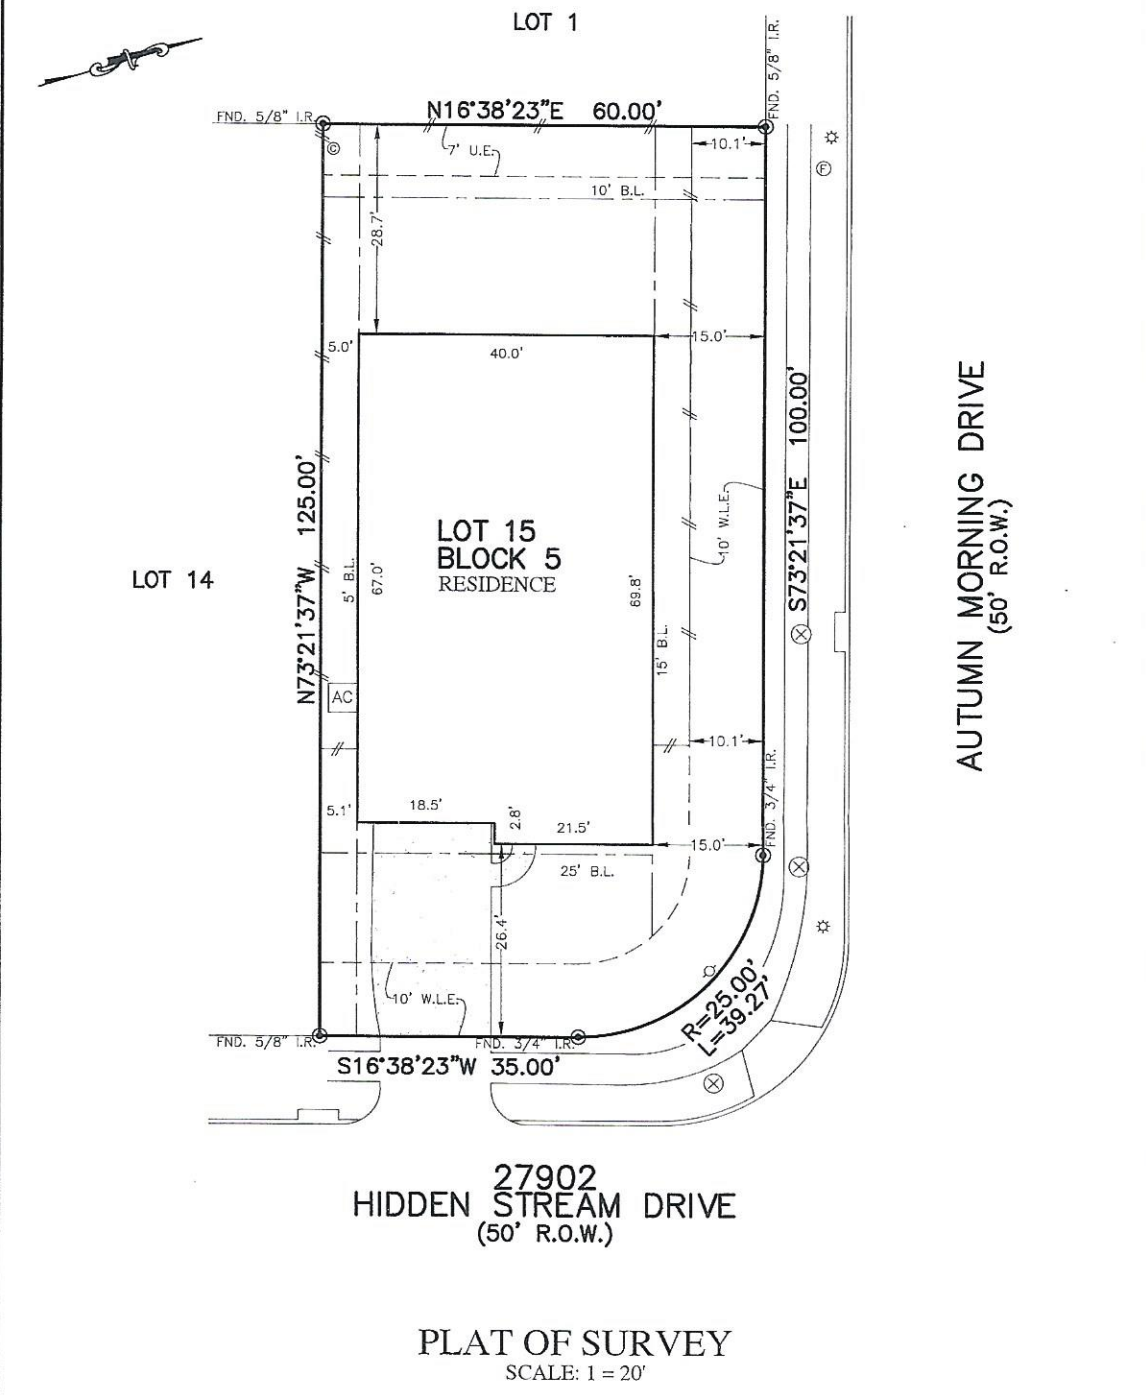 LOT 1
FND. 5/8" I.R.
FND. 5/8" I.R.
N16°38'23"E 60.00'
©
7' U.E.
10.1'
F
10' B.L.
28.7'
5.0'
40.0'
15.0'
N73°21'37"W 125.00'
S73°21'37"E 100.00'
AUTUMN MORNING DRIVE
(50' R.O.W.)
10' W.L.E.
LOT 15
BLOCK 5
RESIDENCE
LOT 14
5' B.L.
67.0'
69.8'
15' B.L.
AC
10.1'
FND. 3/4" I.R.
5.1'
18.5'
2.8'
21.5'
15.0'
25' B.L.
26.4'
10' W.L.E.
R=25.00'
L=39.27'
FND. 5/8" I.R.
FND. 3/4" I.R.
S16°38'23"W 35.00'
27902
HIDDEN STREAM DRIVE
(50' R.O.W.)
PLAT OF SURVEY
SCALE: 1 = 20'